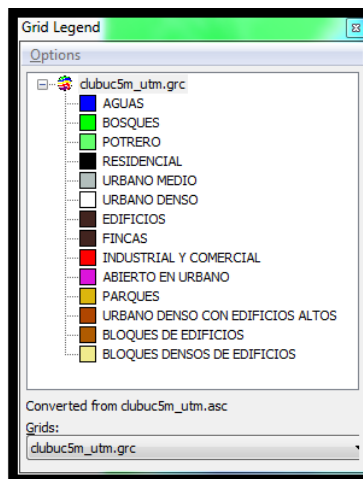 Grid Legend
Options
clubuc5m_utm.grc
AGUAS
BOSQUES
POTRERO
RESIDENCIAL
URBANO MEDIO
URBANO DENSO
EDIFICIOS
FINCAS
INDUSTRIAL Y COMERCIAL
ABIERTO EN URBANO
PARQUES
URBANO DENSO CON EDIFICIOS ALTOS
BLOQUES DE EDIFICIOS
BLOQUES DENSOS DE EDIFICIOS
Converted from clubuc5m_utm.asc
Grids:
clubuc5m_utm.grc